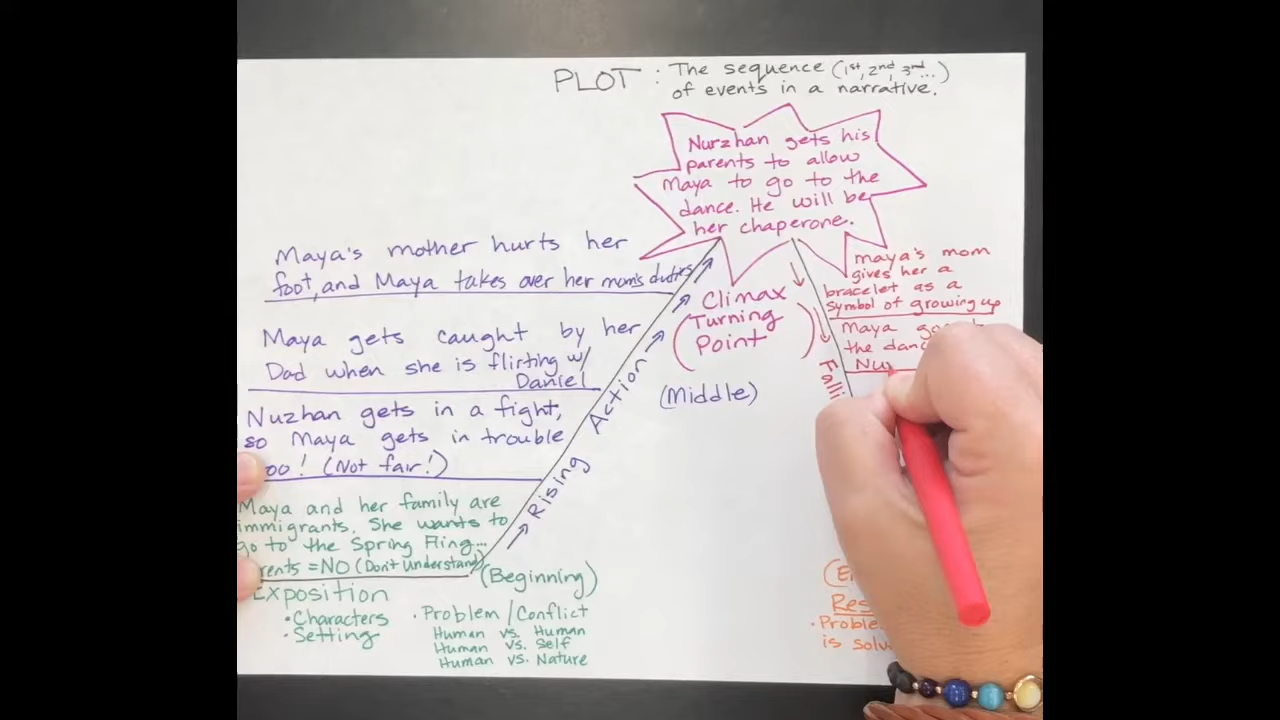 PLOT : The sequence (1st, 2nd, 3rd...)
of events in a narrative.
Nurzhan gets his
parents to allow
Maya to go to the
dance. He will be
her chaperone.
Maya's mother hurts her
foot, and Maya takes over her mom's duties
Maya gets caught by her
Dad when she is flirting w/
Daniel
Nuzhan gets in a fight,
so Maya gets in trouble
oo! (Not fair!)
Maya and her family are
immigrants. She wants to
go to the Spring Fling...
rents = NO (Don't Understand)
Exposition
• Characters
• Setting
(Beginning)
• Problem / Conflict
Human vs. Human
Human vs. Self
Human vs. Nature
Rising Action
Climax
(Turning
Point)
(Middle)
Maya's mom
gives her a
bracelet as a
symbol of growing up
Maya
the
Nu
Falli
(E
Res
• Proble
is solv